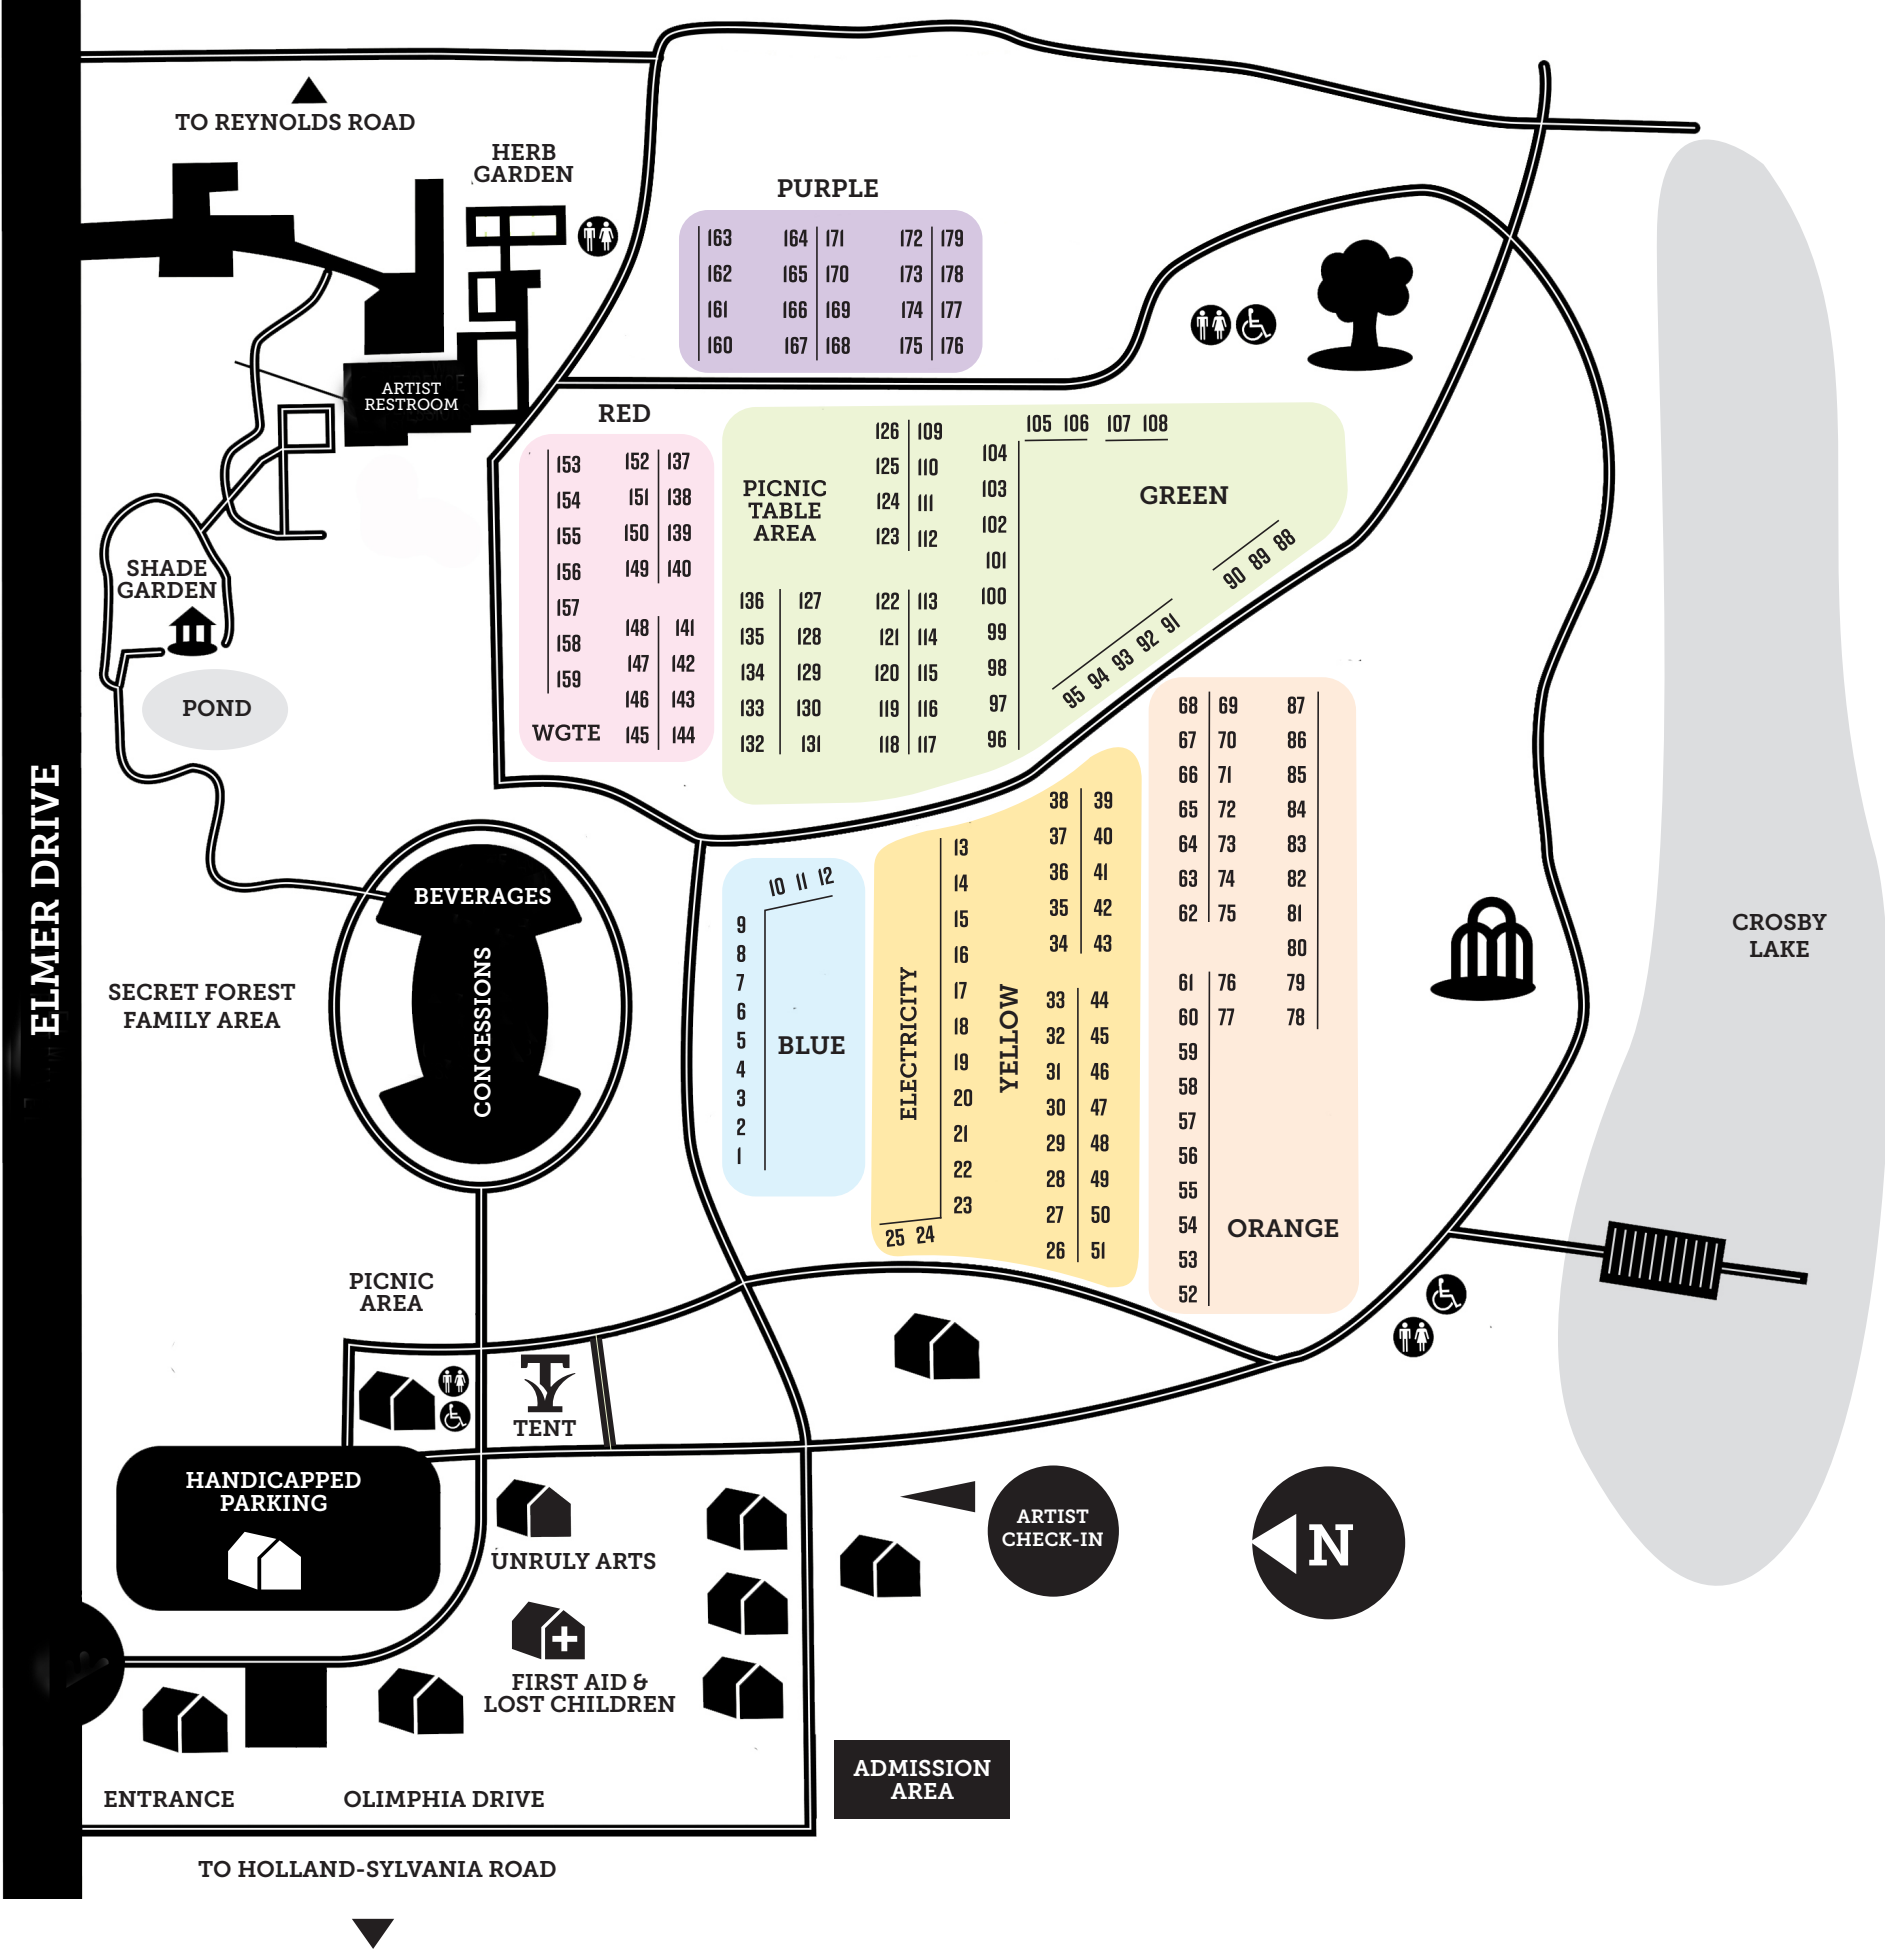 TO REYNOLDS ROAD
HERB
GARDEN
ARTIST
RESTROOM
SHADE
GARDEN
POND
ELMER DRIVE
PURPLE
163 164 171 172 179
162 165 170 173 178
161 166 169 174 177
160 167 168 175 176
RED
153 152 137
154 151 138
155 150 139
156 149 140
157
158 148 141
159 147 142
146 143
WGTE 145 144
PICNIC
TABLE
AREA
126 109
125 110
124 111
123 112
136 127 122 113
135 128 121 114
134 129 120 115
133 130 119 116
132 131 118 117
105 106 107 108
104
103
102
101
100
99
98
97
96
GREEN
90 89 88
95 94 93 92 91
BEVERAGES
CONCESSIONS
SECRET FOREST
FAMILY AREA
10 11 12
9
8
7
6
5
4
3
2
1
BLUE
ELECTRICITY
13
14
15
16
17
18
19
20
21
22
23
25 24
YELLOW
38 39
37 40
36 41
35 42
34 43
33 44
32 45
31 46
30 47
29 48
28 49
27 50
26 51
68 69 87
67 70 86
66 71 85
65 72 84
64 73 83
63 74 82
62 75 81
80
61 76 79
60 77 78
59
58
57
56
55
54
53
52
ORANGE
CROSBY
LAKE
PICNIC
AREA
TENT
HANDICAPPED
PARKING
UNRULY ARTS
FIRST AID &
LOST CHILDREN
ARTIST
CHECK-IN
N
ADMISSION
AREA
ENTRANCE
OLIMPHIA DRIVE
TO HOLLAND-SYLVANIA ROAD